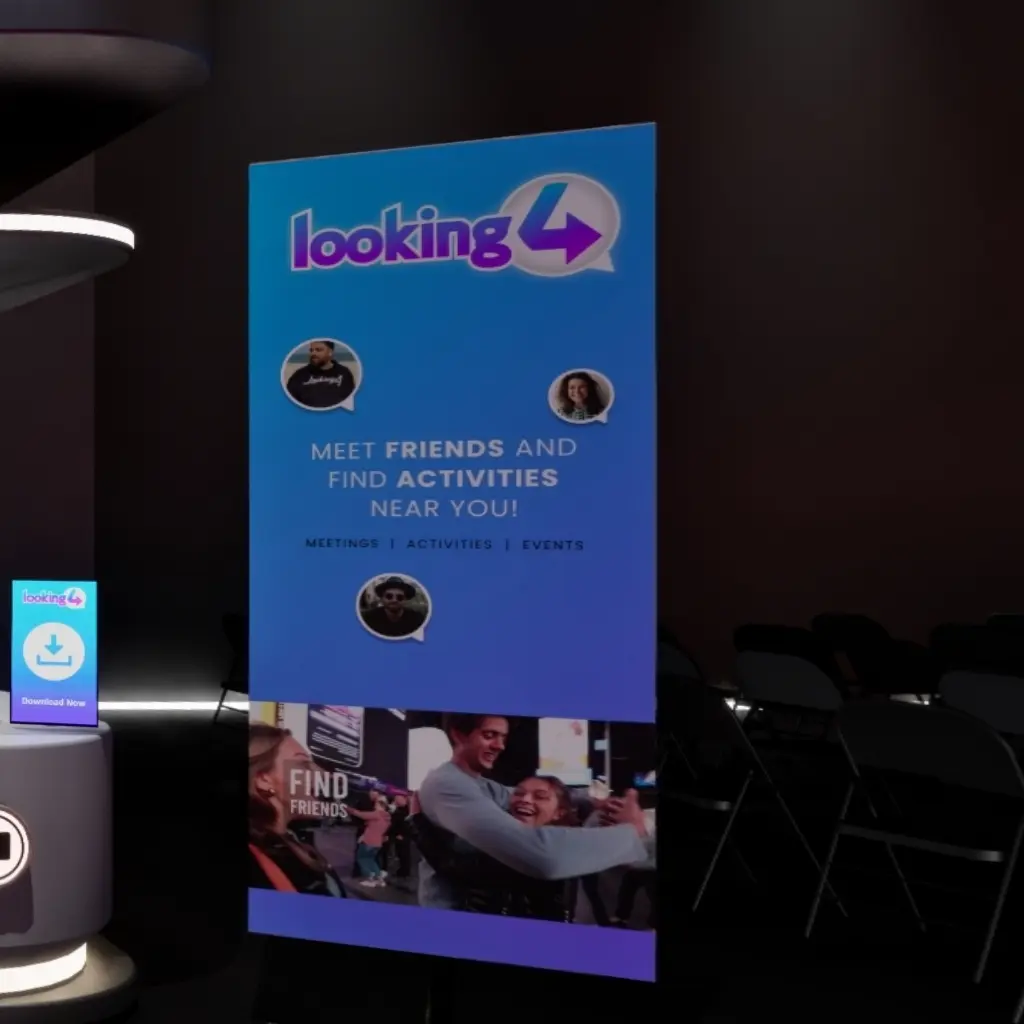 looking4
MEET FRIENDS AND
FIND ACTIVITIES
NEAR YOU!
MEETINGS | ACTIVITIES | EVENTS
FIND
FRIENDS
looking4
Download Now